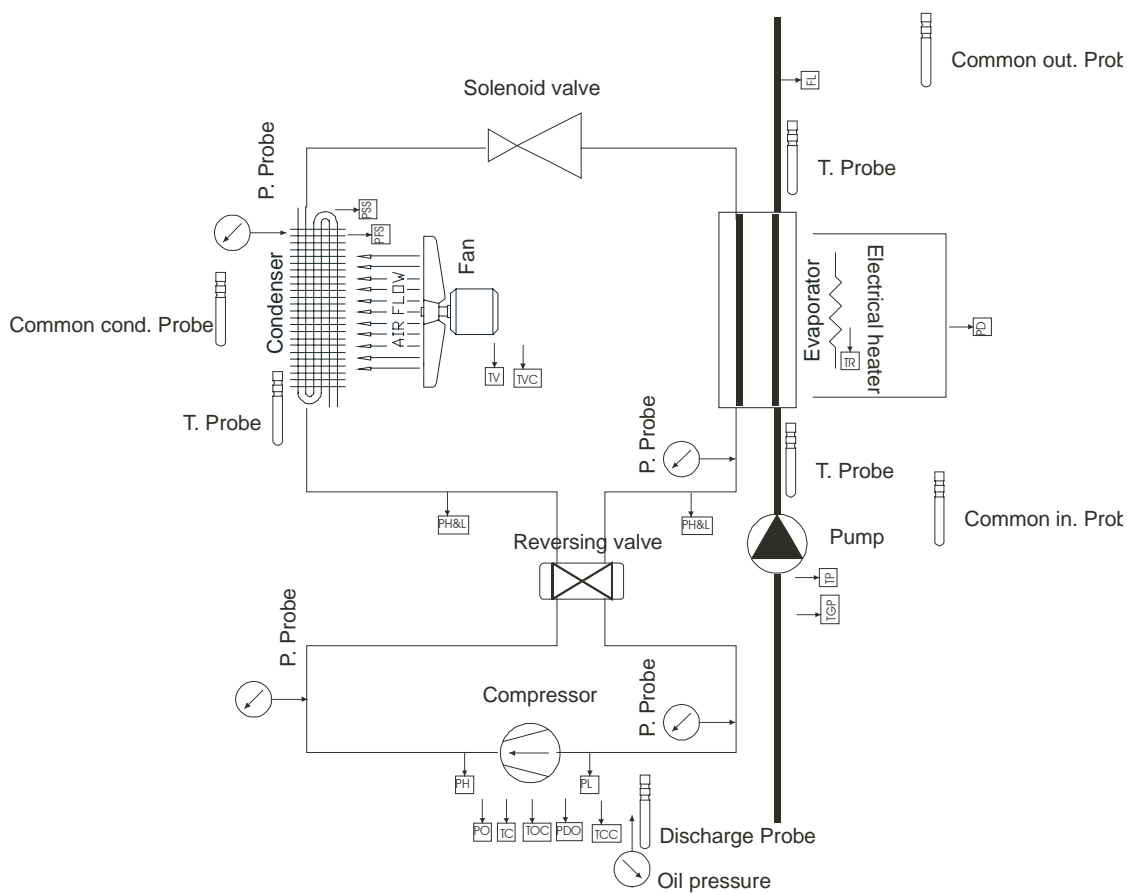 Common out. Prob
FL
Solenoid valve
P. Probe
T. Probe
PSS
PFS
Condenser
AIR FLOW
Fan
Common cond. Probe
TV
TVC
T. Probe
Evaporator
TR
Electrical heater
PD
P. Probe
T. Probe
Common in. Prob
PH&L
PH&L
Reversing valve
Pump
TP
TGP
P. Probe
P. Probe
Compressor
PH
PL
PO
TC
TOC
PDO
TCC
Discharge Probe
Oil pressure